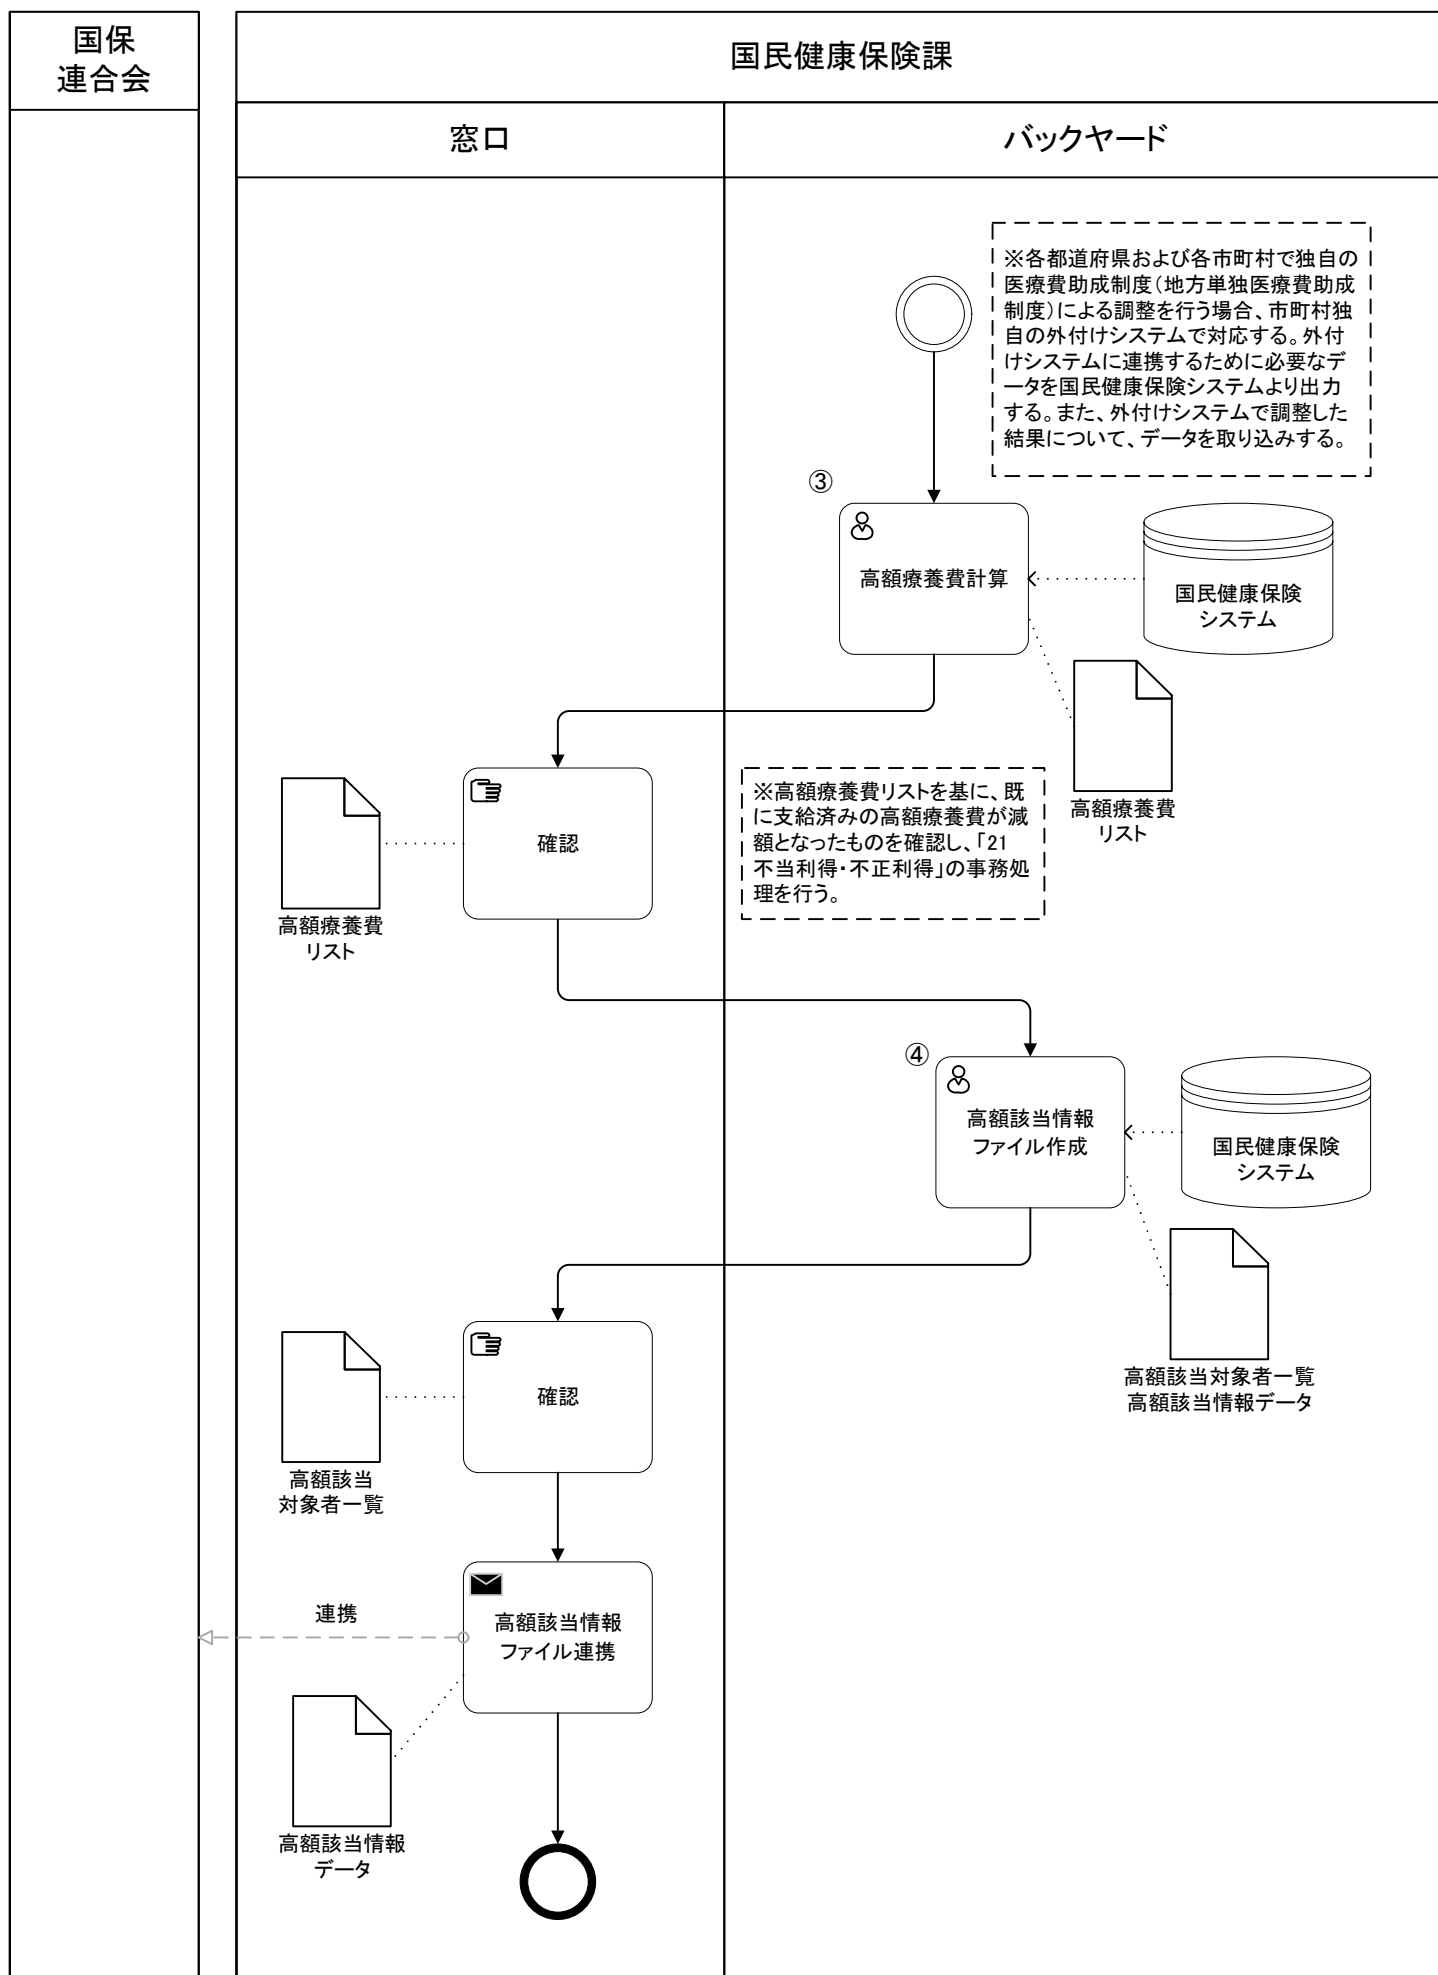 国保
連合会
国民健康保険課
窓口
バックヤード
※各都道府県および各市町村で独自の
医療費助成制度（地方単独医療費助成
制度）による調整を行う場合、市町村独
自の外付けシステムで対応する。外付
けシステムに連携するために必要なデ
ータを国民健康保険システムより出力
する。また、外付けシステムで調整した
結果について、データを取り込みする。
③
高額療養費計算
国民健康保険
システム
高額療養費
リスト
確認
高額療養費
リスト
※高額療養費リストを基に、既
に支給済みの高額療養費が減
額となったものを確認し、「21
不当利得・不正利得」の事務処
理を行う。
④
高額該当情報
ファイル作成
国民健康保険
システム
高額該当対象者一覧
高額該当情報データ
確認
高額該当
対象者一覧
連携
高額該当情報
ファイル連携
高額該当情報
データ